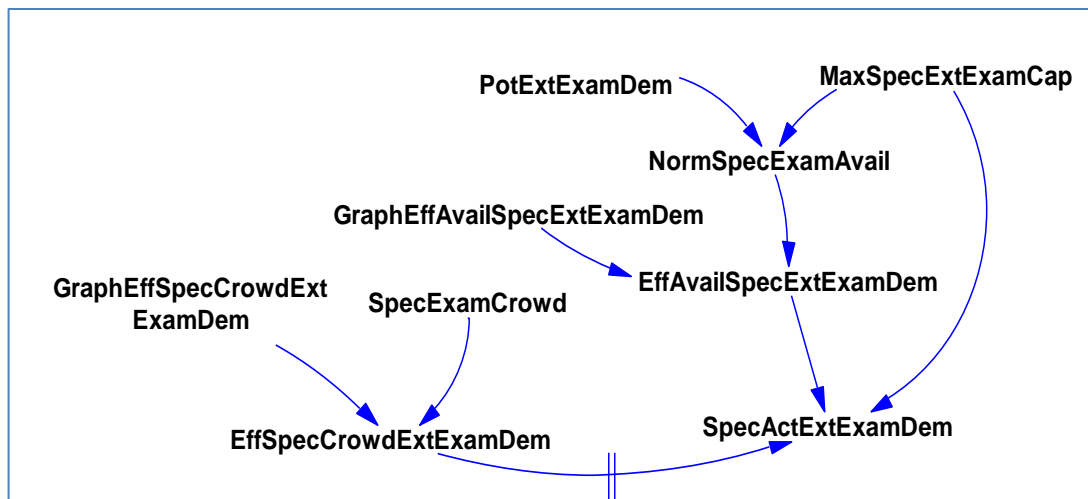 PotExtExamDem
MaxSpecExtExamCap
NormSpecExamAvail
GraphEffAvailSpecExtExamDem
EffAvailSpecExtExamDem
GraphEffSpecCrowdExt
ExamDem
SpecExamCrowd
SpecActExtExamDem
EffSpecCrowdExtExamDem